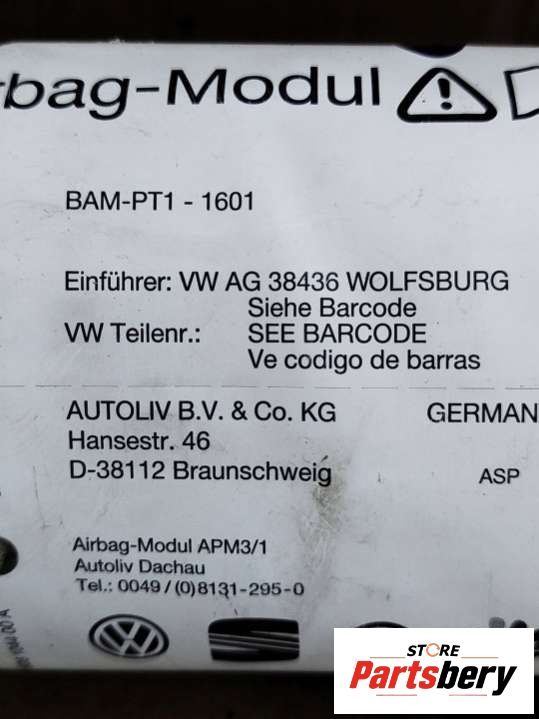 rbag-Modul
BAM-PT1 - 1601
Einführer: VW AG 38436 WOLFSBURG
Siehe Barcode
VW Teilenr.: SEE BARCODE
Ve codigo de barras
AUTOLIV B.V. & Co. KG GERMAN
Hansestr. 46
D-38112 Braunschweig ASP
Airbag-Modul APM3/1
Autoliv Dachau
Tel.: 0049/(0)8131-295-0
STORE
Partsbery